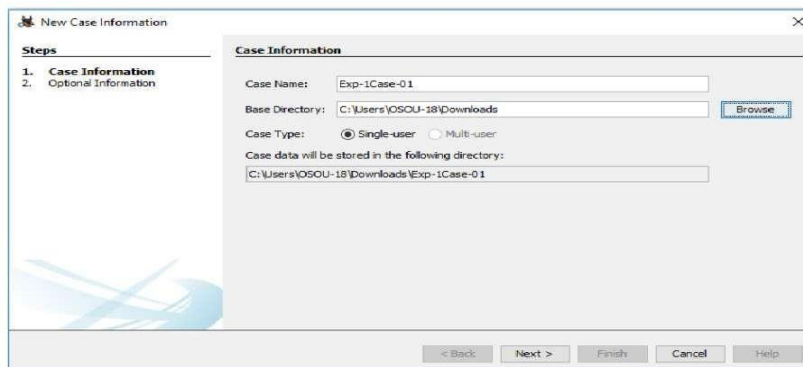 New Case Information
Steps
1. Case Information
2. Optional Information
Case Information
Case Name: Exp-1Case-01
Base Directory: C:\Users\OSOU-18\Downloads Browse
Case Type: Single-user Multi-user
Case data will be stored in the following directory:
C:\Users\OSOU-18\Downloads\Exp-1Case-01
< Back Next > Finish Cancel Help